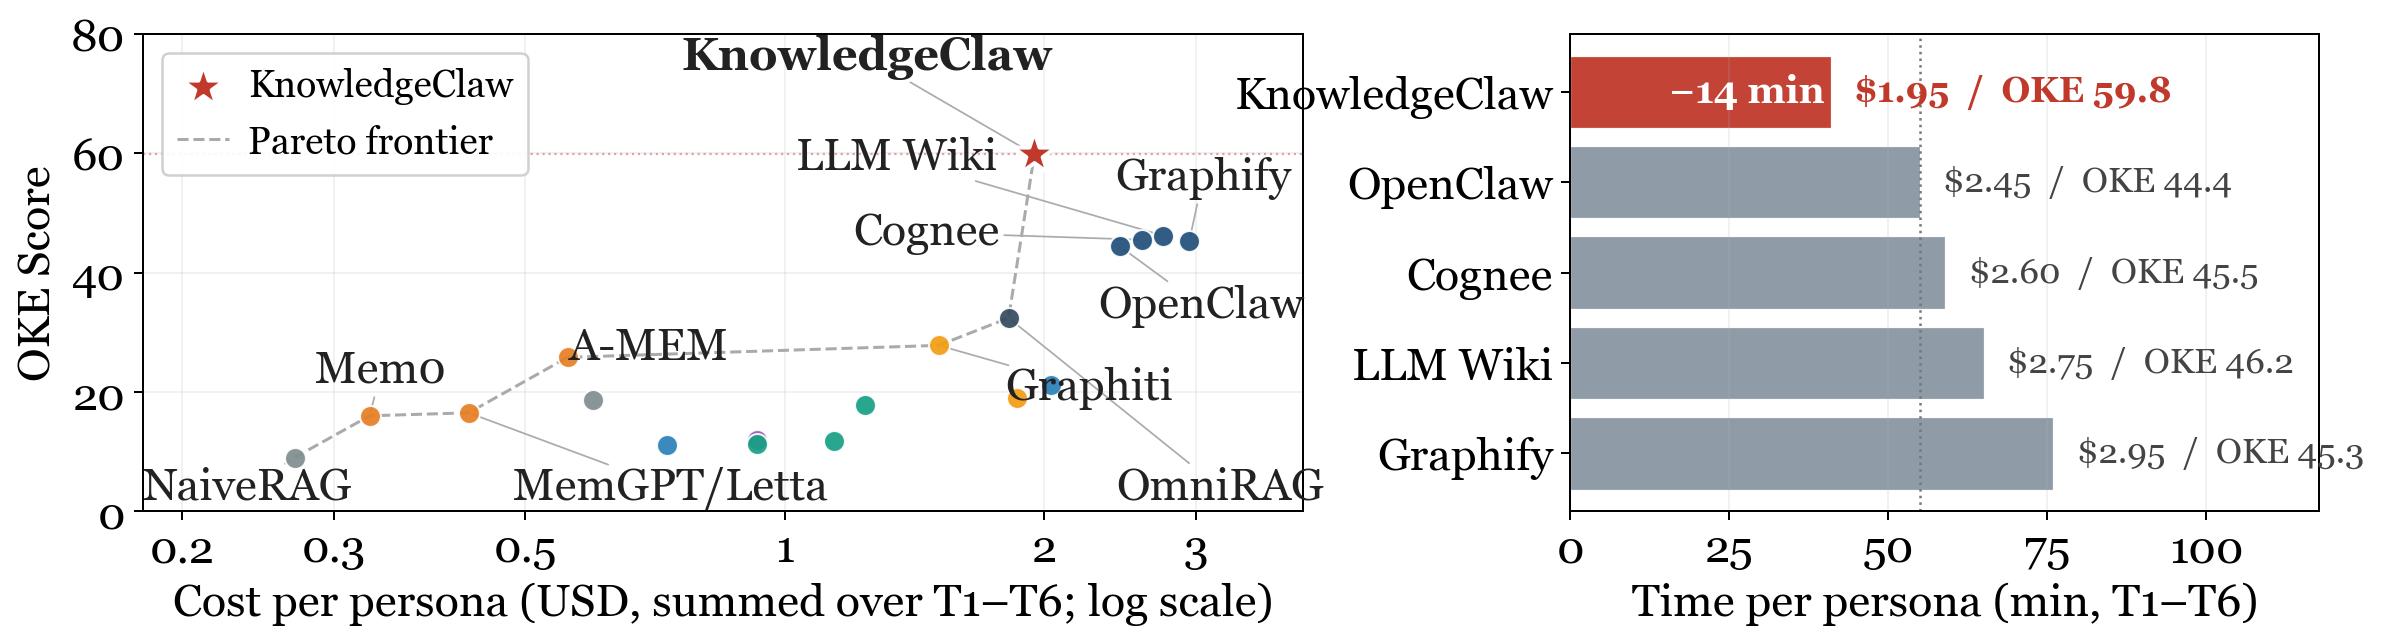 80
60
40
20
0
OKE Score
KnowledgeClaw
Pareto frontier
KnowledgeClaw
LLM Wiki
Graphify
Cognee
OpenClaw
A-MEM
Mem0
Graphiti
NaiveRAG
MemGPT/Letta
OmniRAG
0.2 0.3 0.5 1 2 3
Cost per persona (USD, summed over T1–T6; log scale)
KnowledgeClaw −14 min $1.95 / OKE 59.8
OpenClaw $2.45 / OKE 44.4
Cognee $2.60 / OKE 45.5
LLM Wiki $2.75 / OKE 46.2
Graphify $2.95 / OKE 45.3
0 25 50 75 100
Time per persona (min, T1–T6)